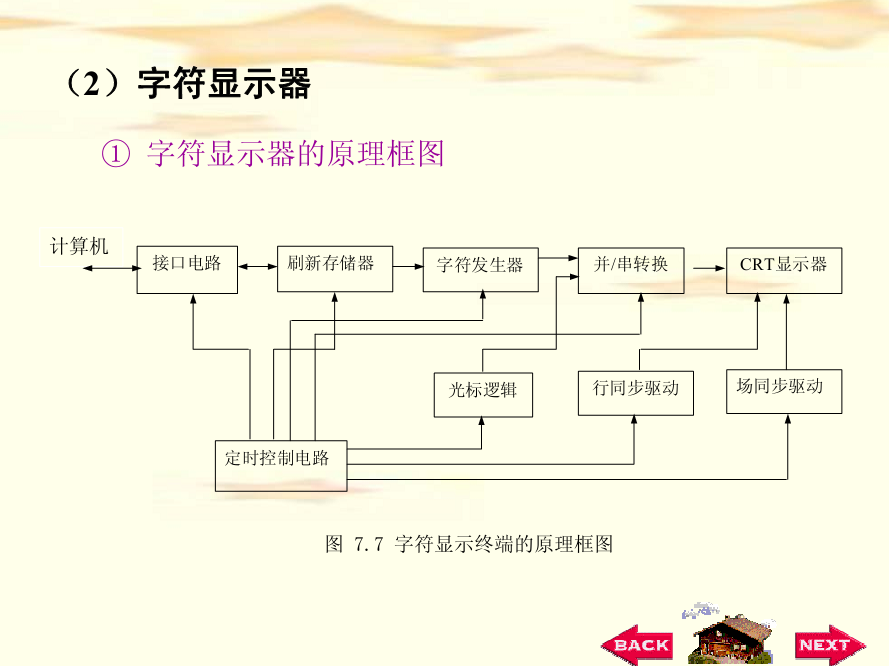 （2）字符显示器
① 字符显示器的原理框图
计算机
接口电路
刷新存储器
字符发生器
并/串转换
CRT显示器
光标逻辑
行同步驱动
场同步驱动
定时控制电路
图 7.7 字符显示终端的原理框图
BACK
NEXT